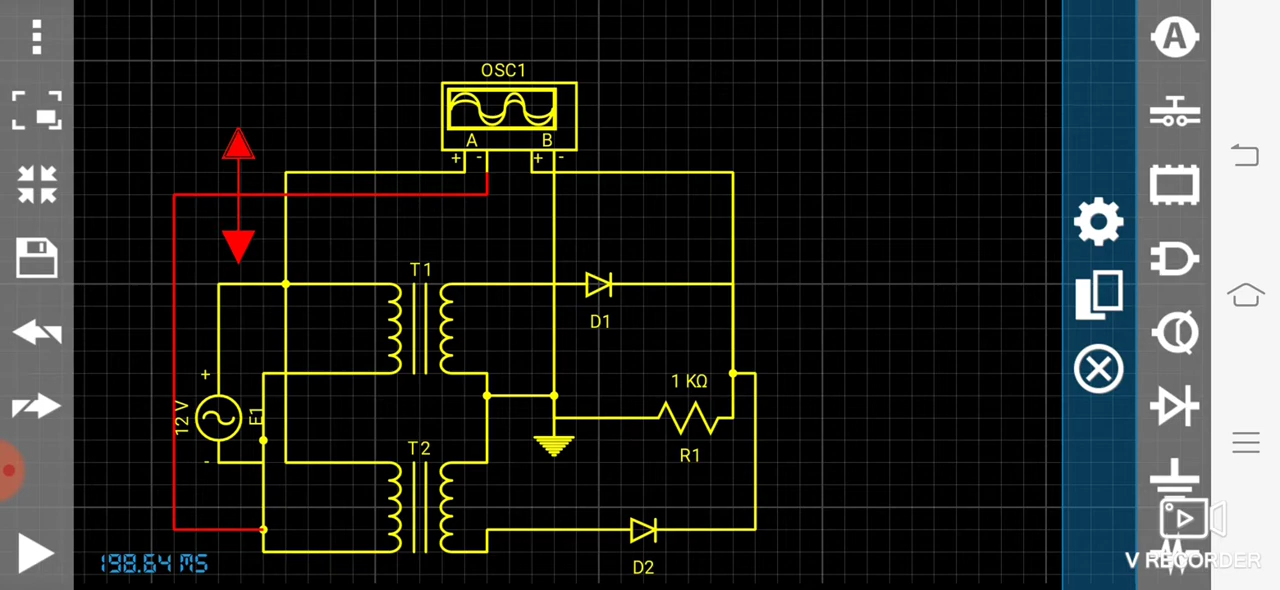 OSC1
A B
+ - + -
T1
D1
+
12 V
E1
-
1 KΩ
R1
T2
D2
198.64 MS
A
V RECORDER